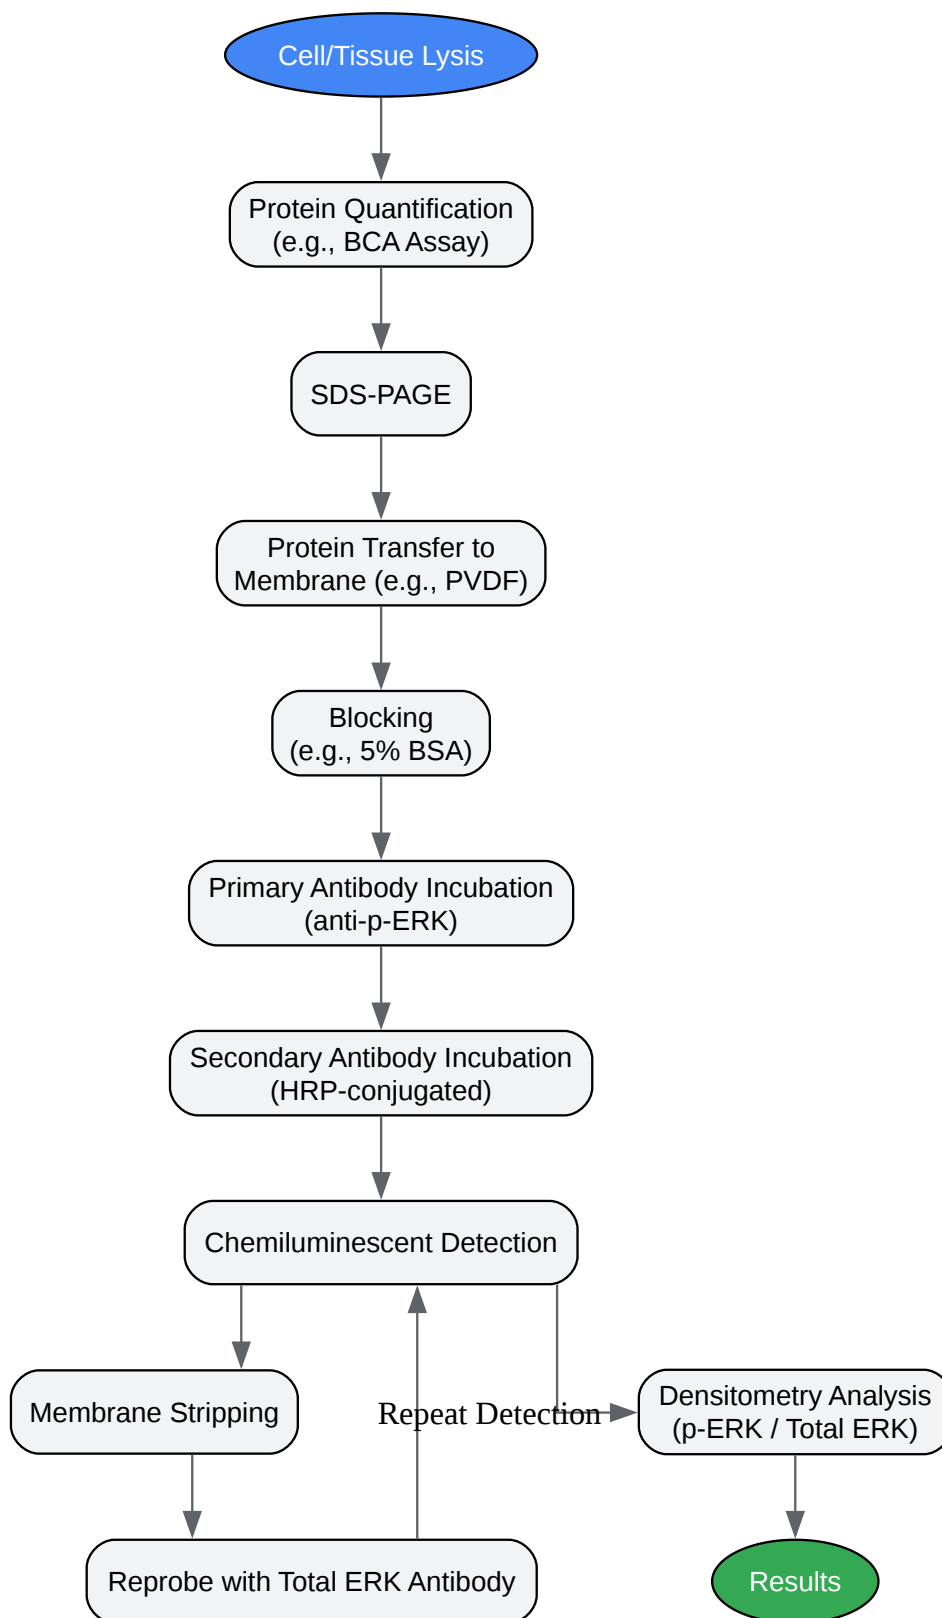 Cell/Tissue Lysis
Protein Quantification
(e.g., BCA Assay)
SDS-PAGE
Protein Transfer to
Membrane (e.g., PVDF)
Blocking
(e.g., 5% BSA)
Primary Antibody Incubation
(anti-p-ERK)
Secondary Antibody Incubation
(HRP-conjugated)
Chemiluminescent Detection
Membrane Stripping
Repeat Detection
Densitometry Analysis
(p-ERK / Total ERK)
Reprobe with Total ERK Antibody
Results